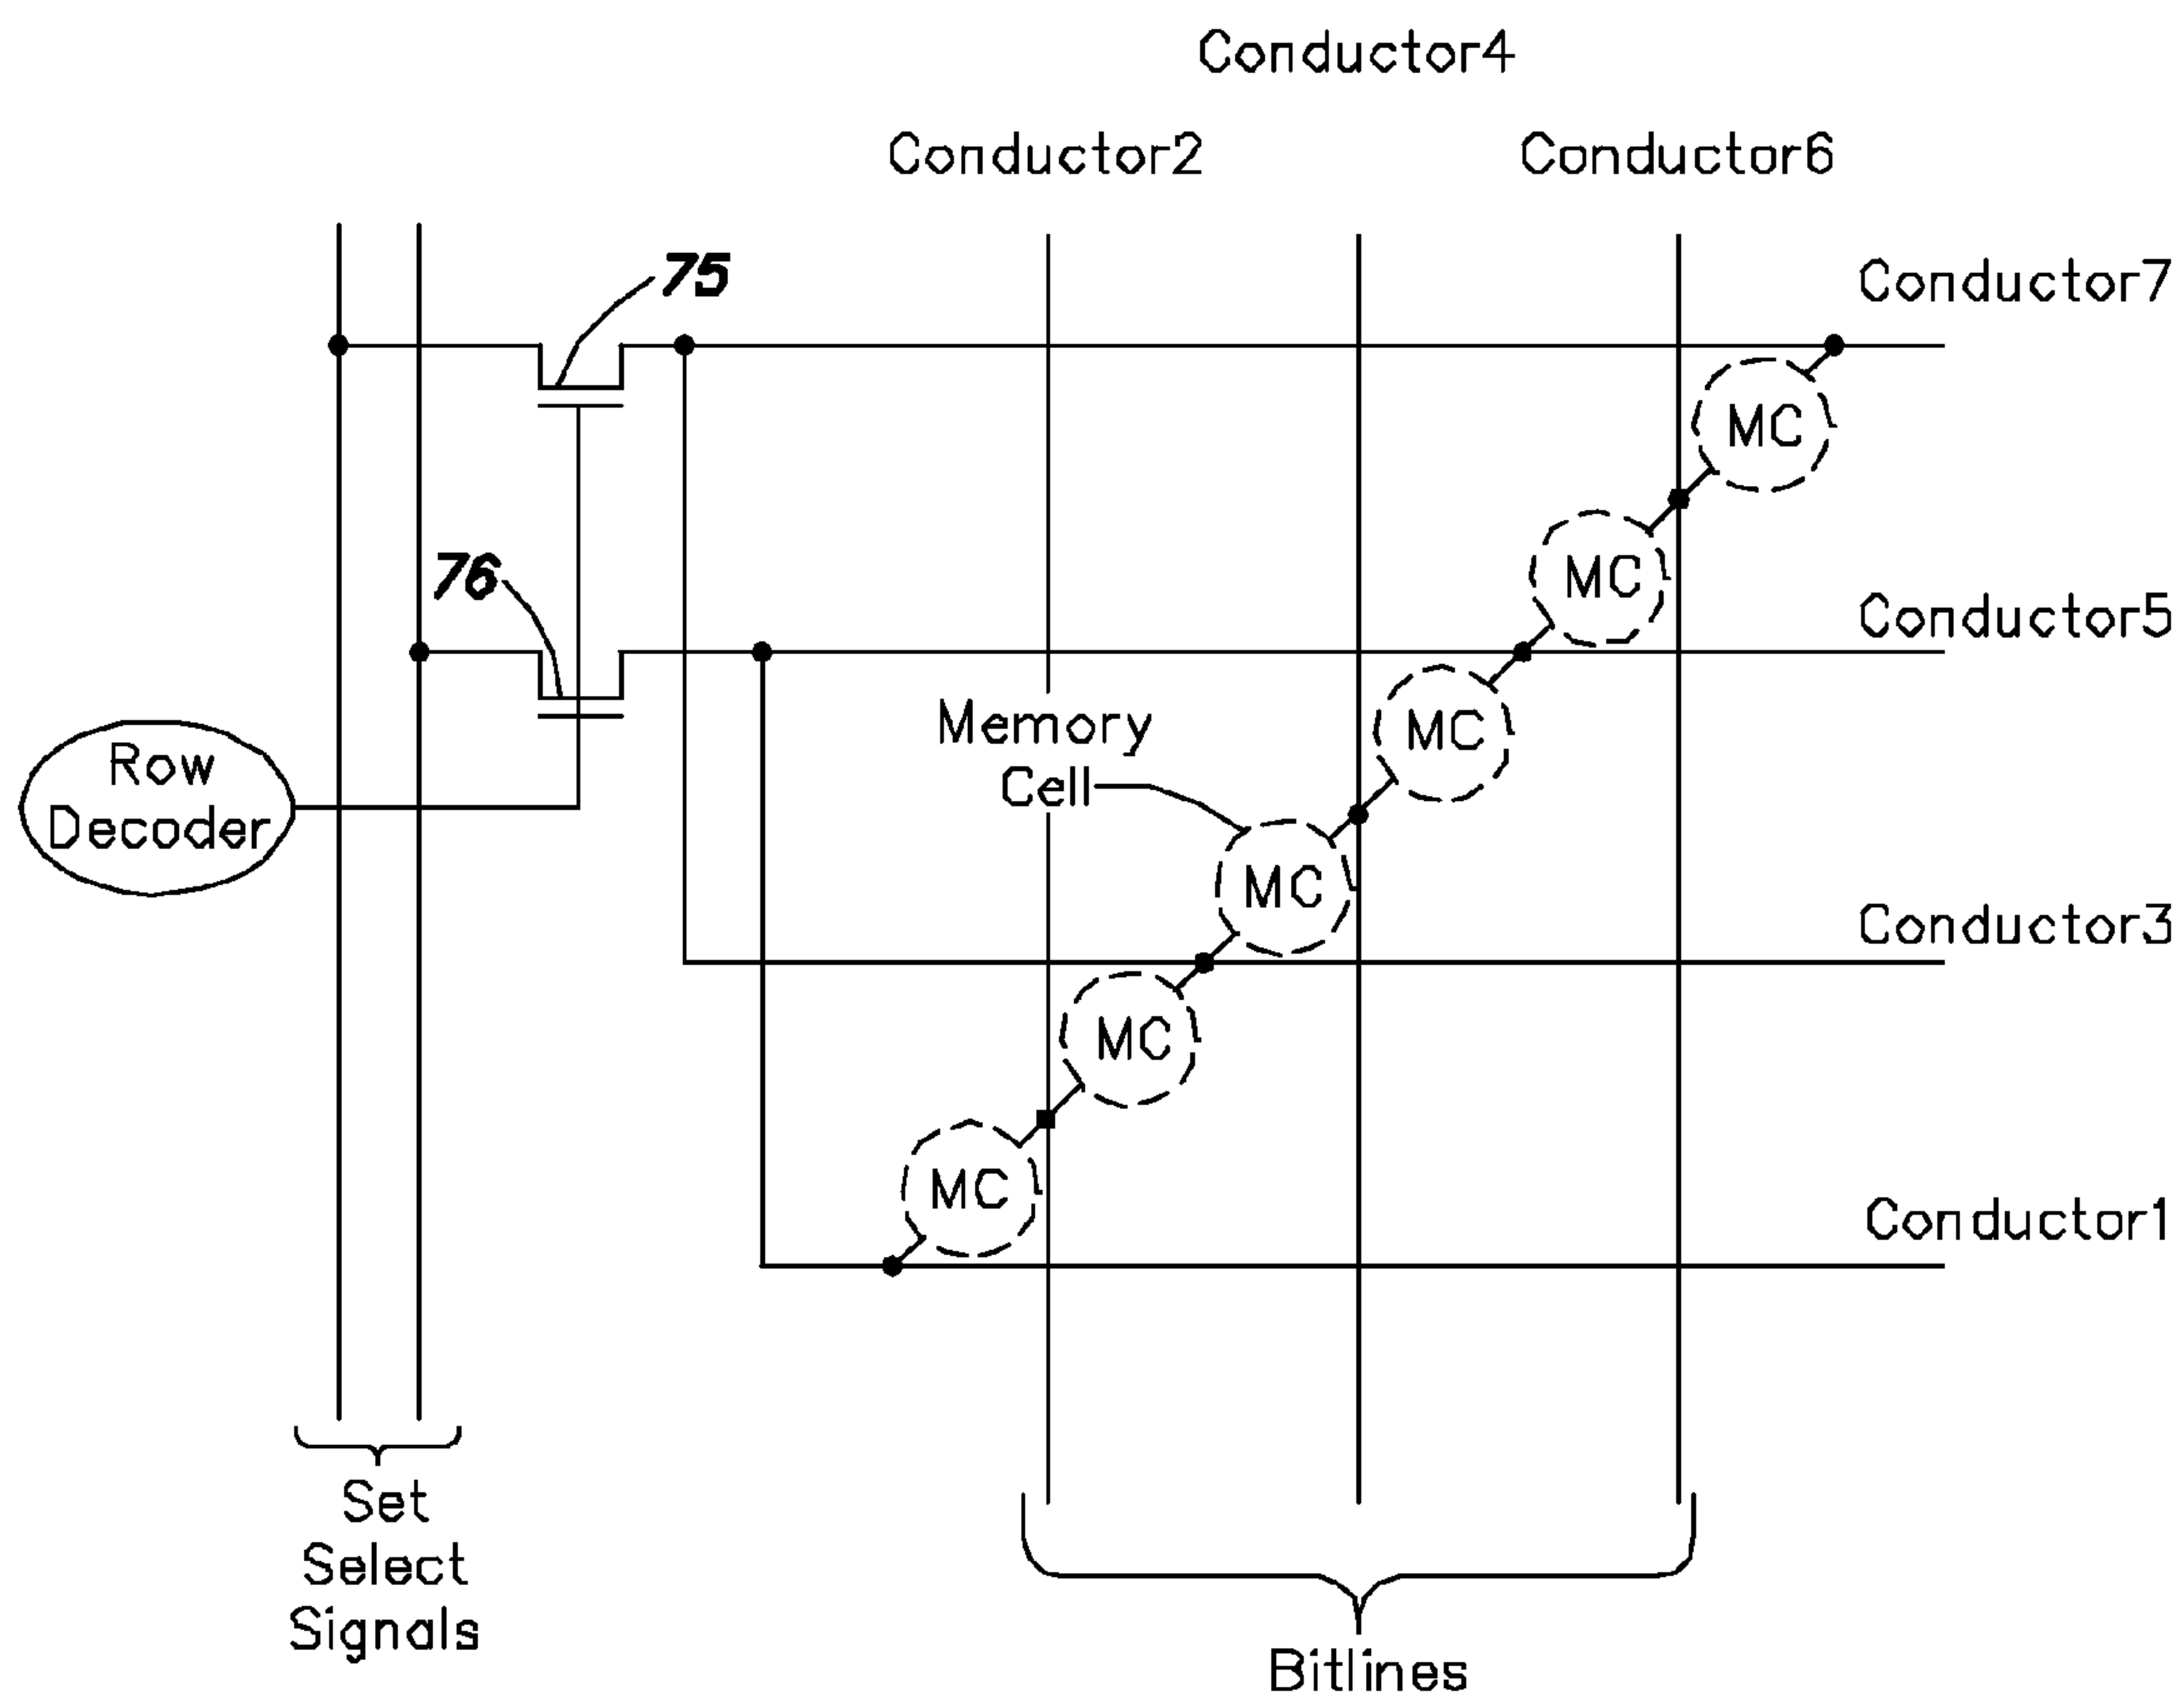 Conductor4
Conductor2
Conductor6
75
Conductor7
76
Conductor5
Memory
Cell
Row
Decoder
MC
MC
MC
MC
MC
MC
Conductor3
Conductor1
Set
Select
Signals
Bitlines